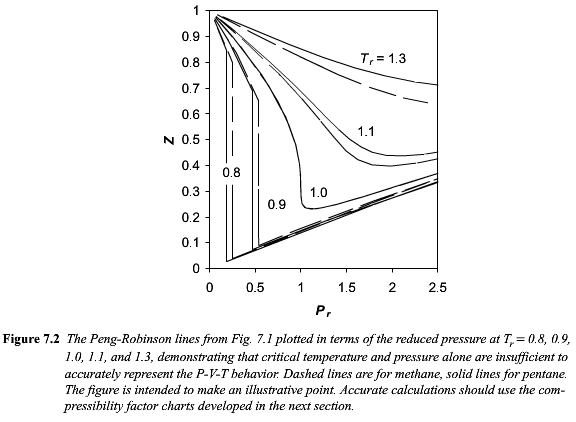 1
0.9
0.8
0.7
0.6
0.5
0.4
0.3
0.2
0.1
0
Z
T_r = 1.3
1.1
0.8
0.9
1.0
0 0.5 1 1.5 2 2.5
P_r
Figure 7.2 The Peng-Robinson lines from Fig. 7.1 plotted in terms of the reduced pressure at T_r = 0.8, 0.9,
1.0, 1.1, and 1.3, demonstrating that critical temperature and pressure alone are insufficient to
accurately represent the P-V-T behavior. Dashed lines are for methane, solid lines for pentane.
The figure is intended to make an illustrative point. Accurate calculations should use the com-
pressibility factor charts developed in the next section.